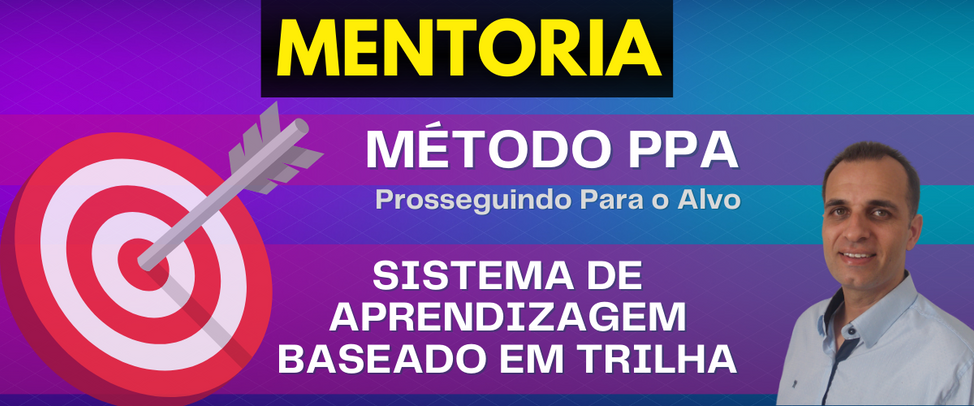 MENTORIA
MÉTODO PPA
Prosseguindo Para o Alvo
SISTEMA DE
APRENDIZAGEM
BASEADO EM TRILHA